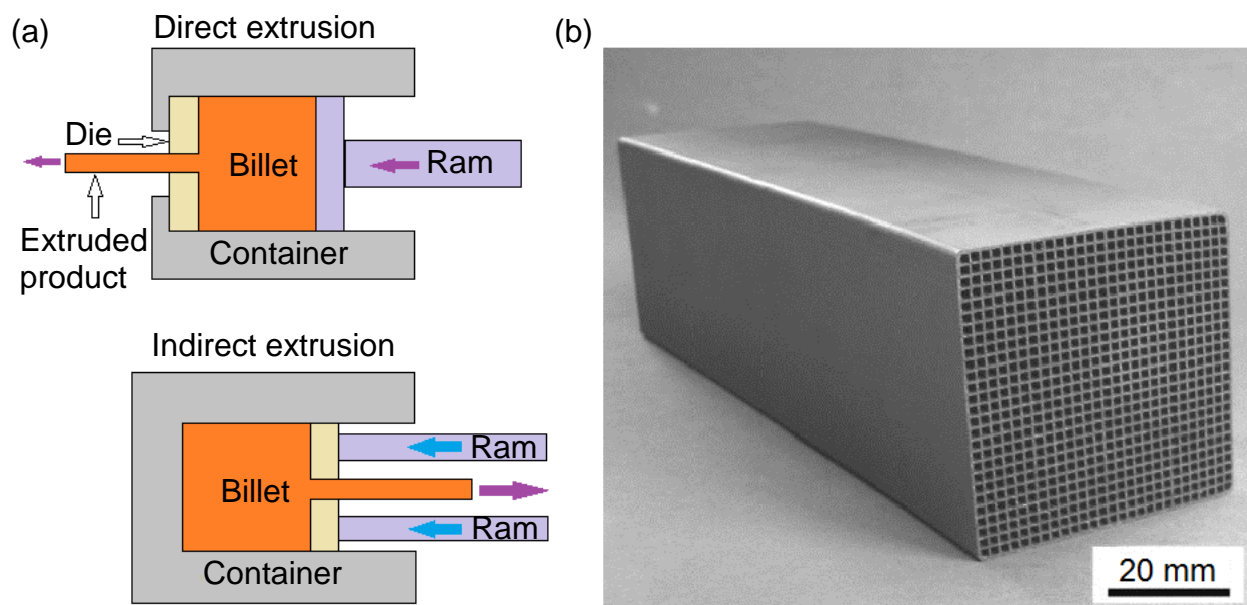 (a)
Direct extrusion
Die
Billet
Ram
Extruded
product
Container
Indirect extrusion
Ram
Billet
Ram
Container
(b)
20 mm